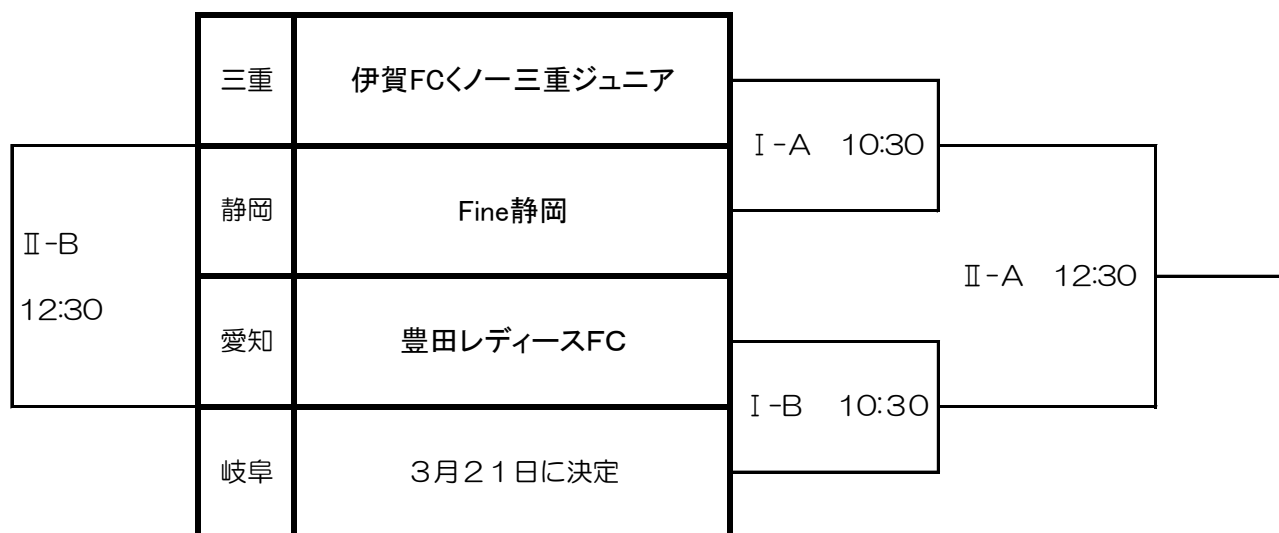 三重 伊賀FCくノ一三重ジュニア
Ⅰ-A 10:30
静岡 Fine静岡
Ⅱ-B
12:30
Ⅱ-A 12:30
愛知 豊田レディースFC
Ⅰ-B 10:30
岐阜 3月21日に決定